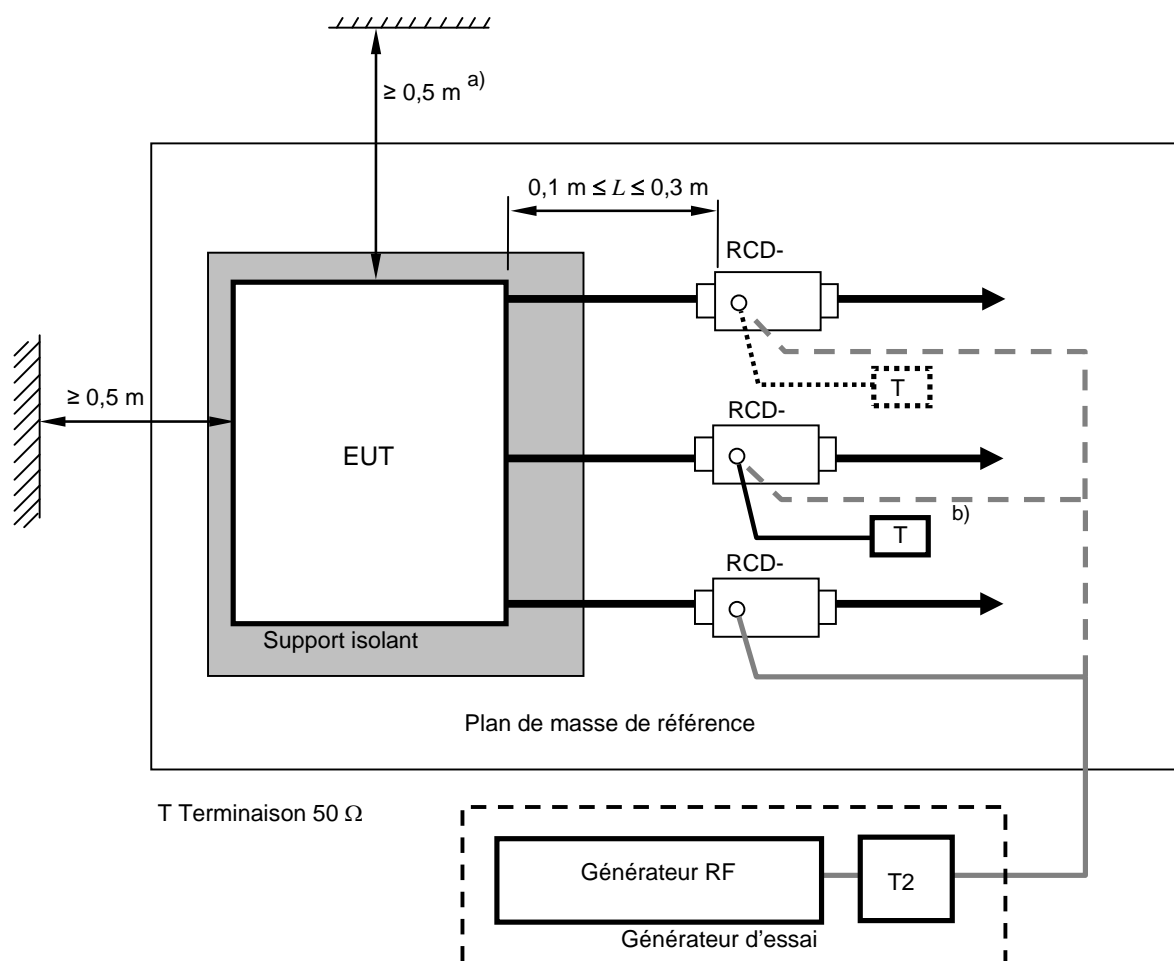 ≥ 0,5 m a)
0,1 m ≤ L ≤ 0,3 m
RCD-
T
≥ 0,5 m
RCD-
EUT
b)
T
RCD-
Support isolant
Plan de masse de référence
T Terminaison 50 Ω
Générateur RF
T2
Générateur d'essai